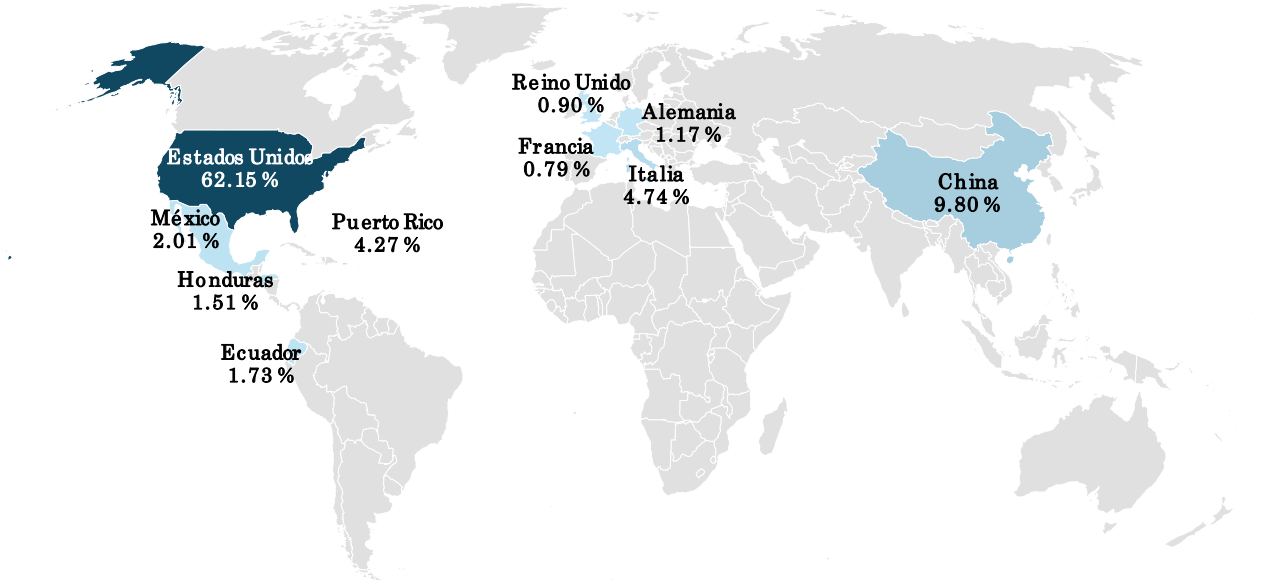 Reino Unido
0.90 %
Alemania
1.17 %
Francia
0.79 %
Italia
4.74 %
Estados Unidos
62.15 %
China
9.80 %
México
2.01 %
Puerto Rico
4.27 %
Honduras
1.51 %
Ecuador
1.73 %